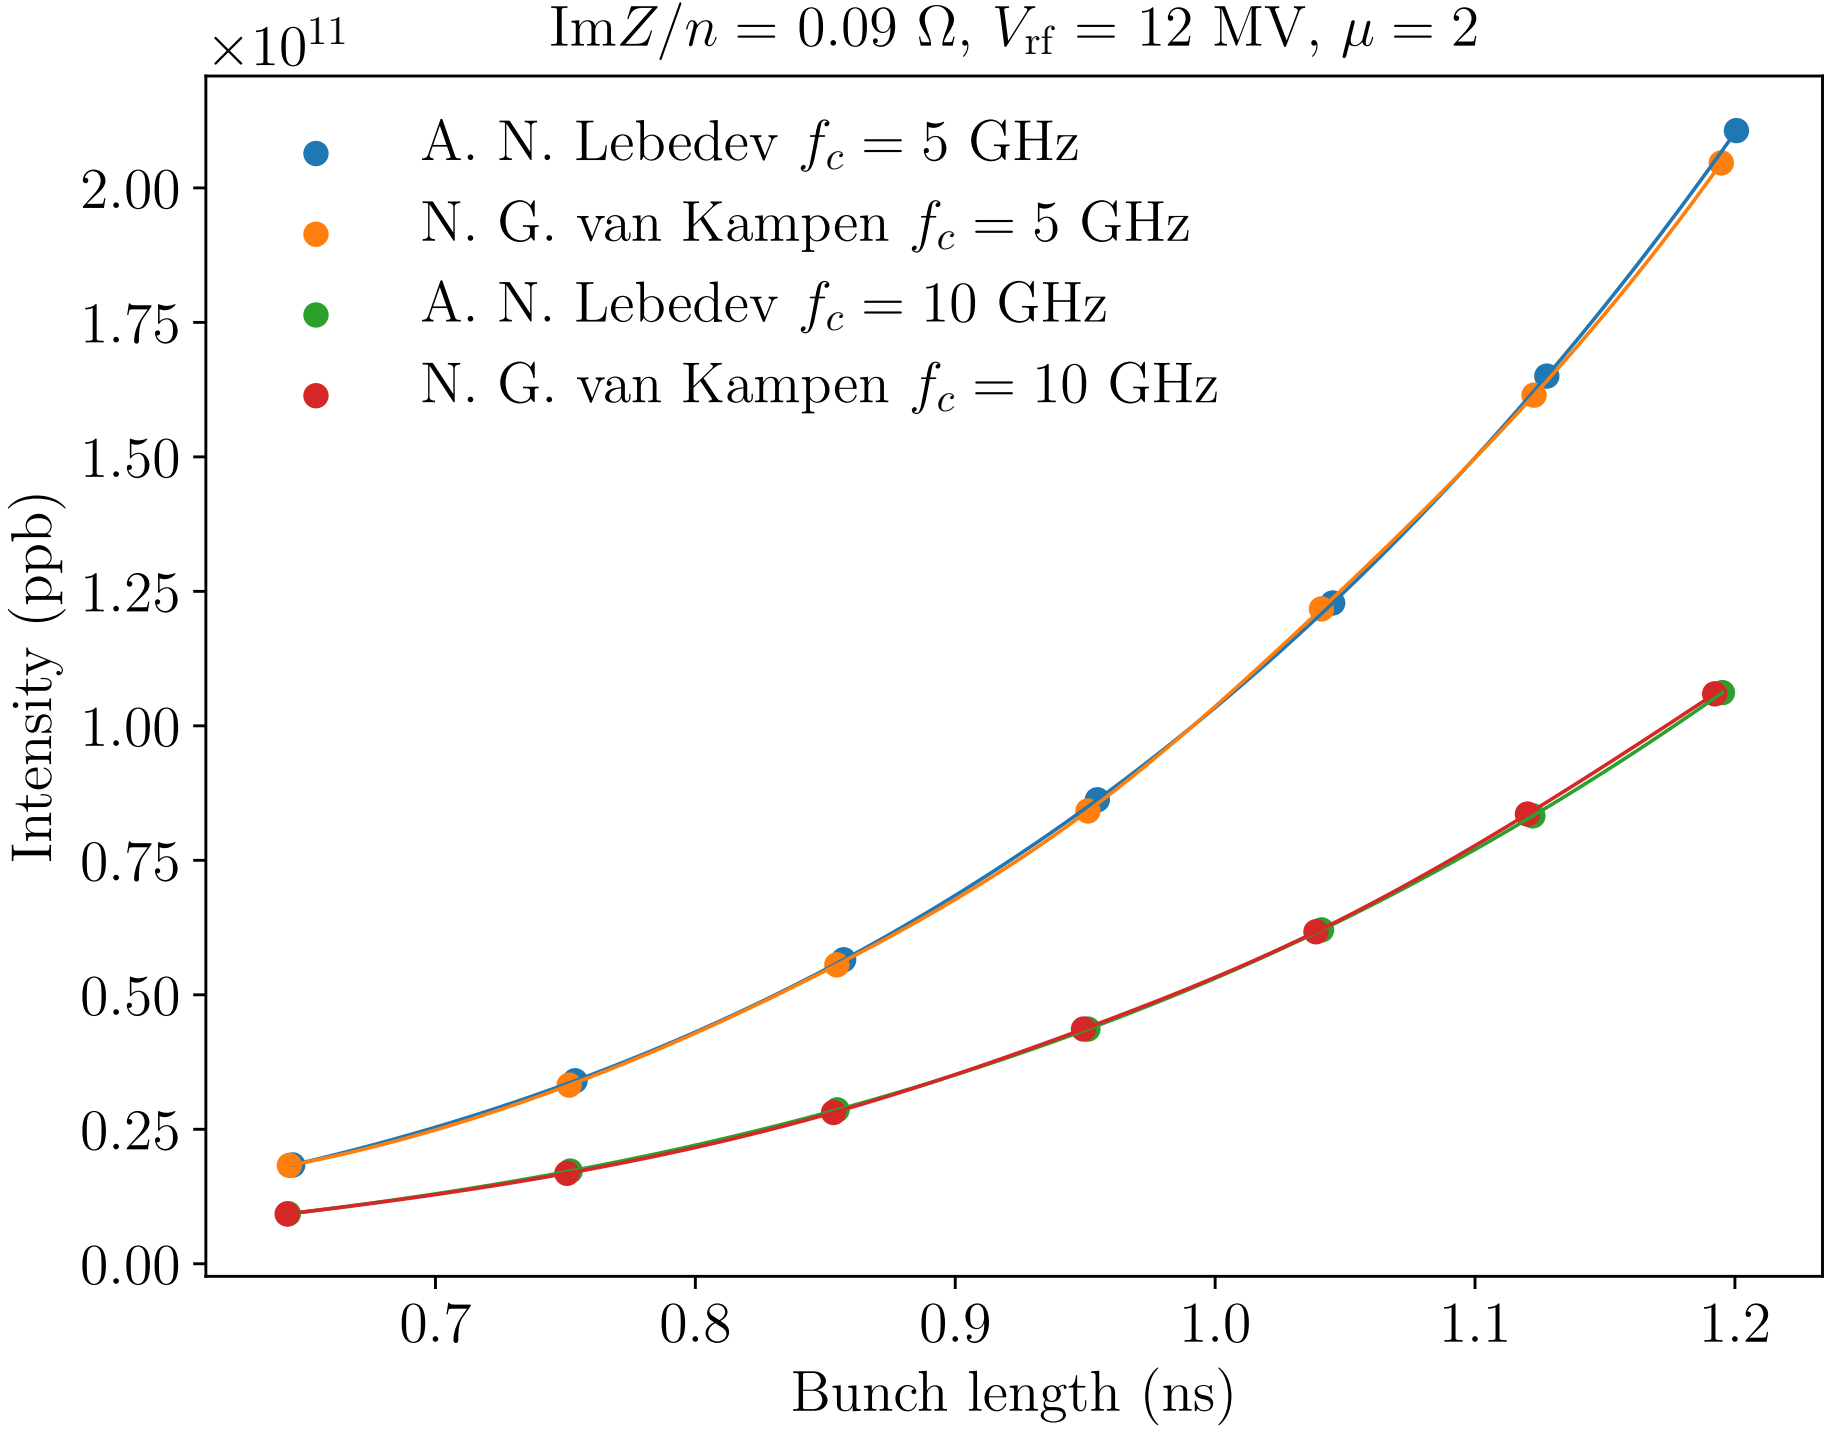 ×10¹¹
ImZ/n = 0.09 Ω, V_rf = 12 MV, μ = 2
A. N. Lebedev f_c = 5 GHz
N. G. van Kampen f_c = 5 GHz
A. N. Lebedev f_c = 10 GHz
N. G. van Kampen f_c = 10 GHz
Intensity (ppb)
2.00
1.75
1.50
1.25
1.00
0.75
0.50
0.25
0.00
0.7 0.8 0.9 1.0 1.1 1.2
Bunch length (ns)